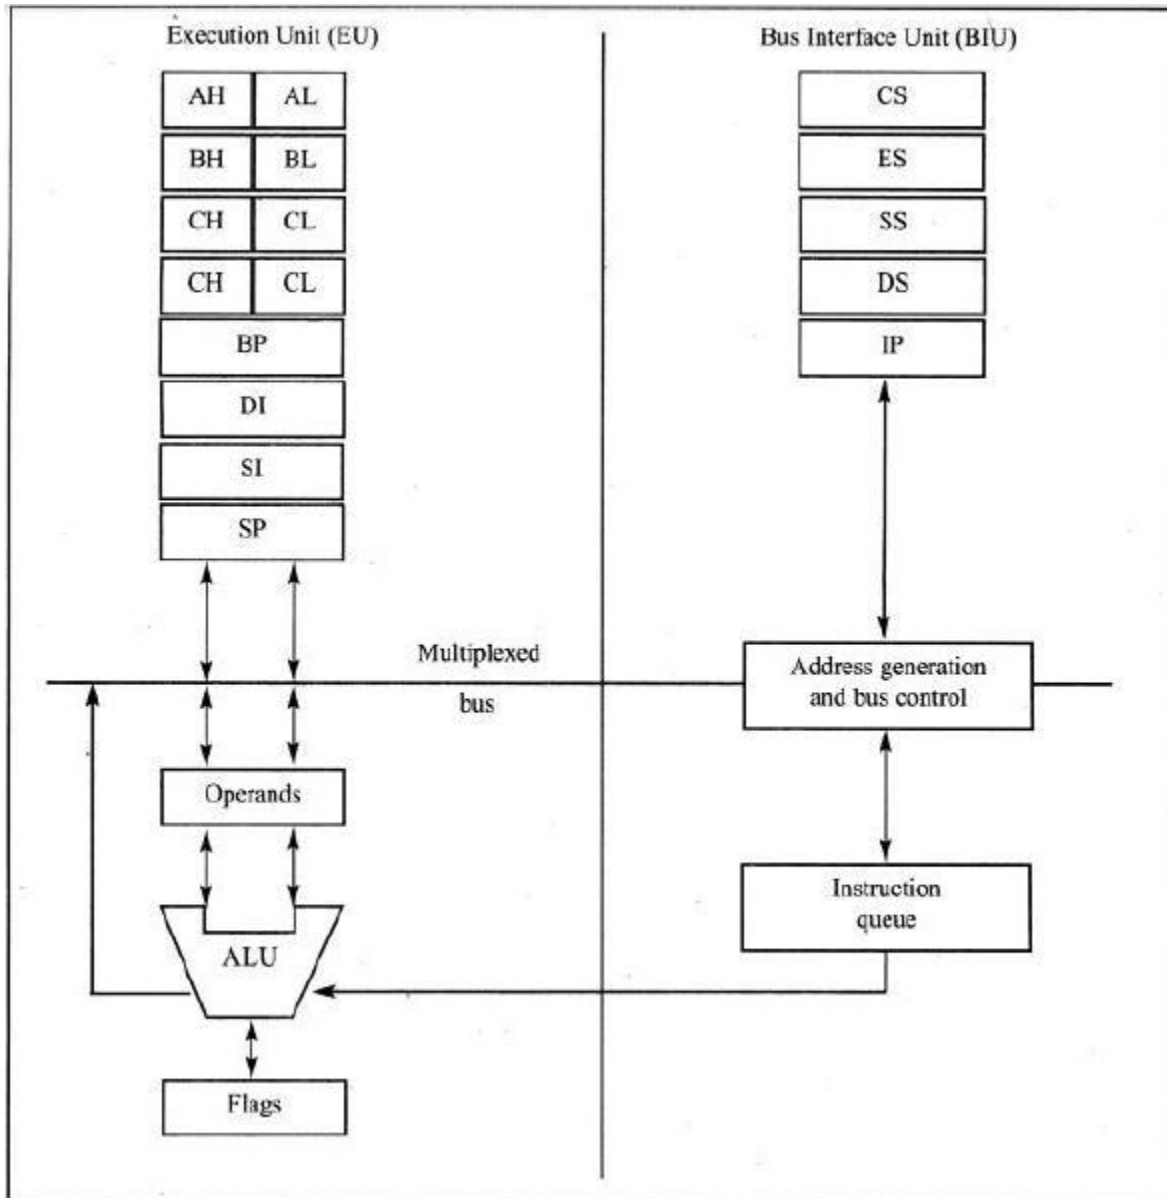 Execution Unit (EU)
AH AL
BH BL
CH CL
CH CL
BP
DI
SI
SP
Multiplexed
bus
Operands
ALU
Flags
Bus Interface Unit (BIU)
CS
ES
SS
DS
IP
Address generation
and bus control
Instruction
queue